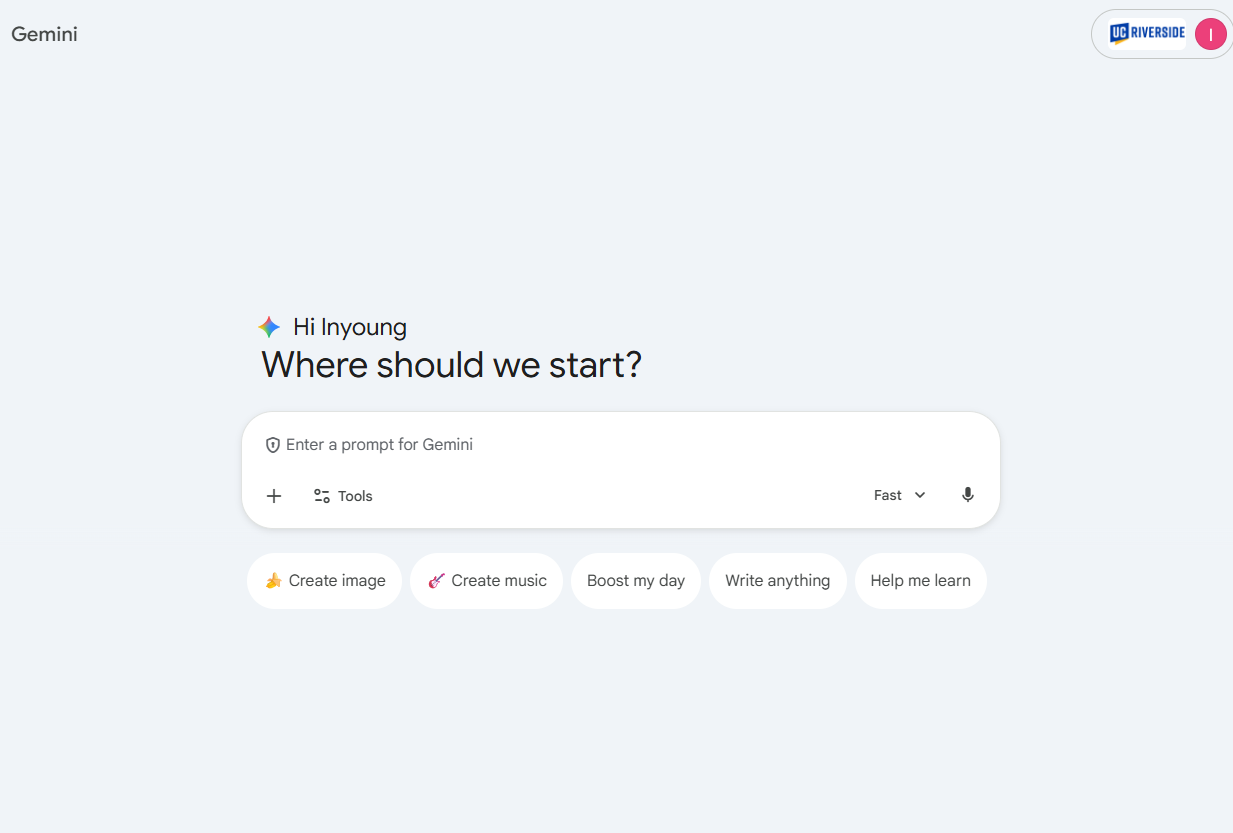 Gemini
UC RIVERSIDE
I
Hi Inyoung
Where should we start?
Enter a prompt for Gemini
Tools
Fast
Create image
Create music
Boost my day
Write anything
Help me learn